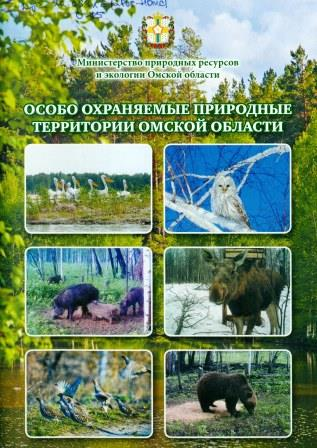 Министерство природных ресурсов
и экологии Омской области
ОСОБО ОХРАНЯЕМЫЕ ПРИРОДНЫЕ
ТЕРРИТОРИИ ОМСКОЙ ОБЛАСТИ